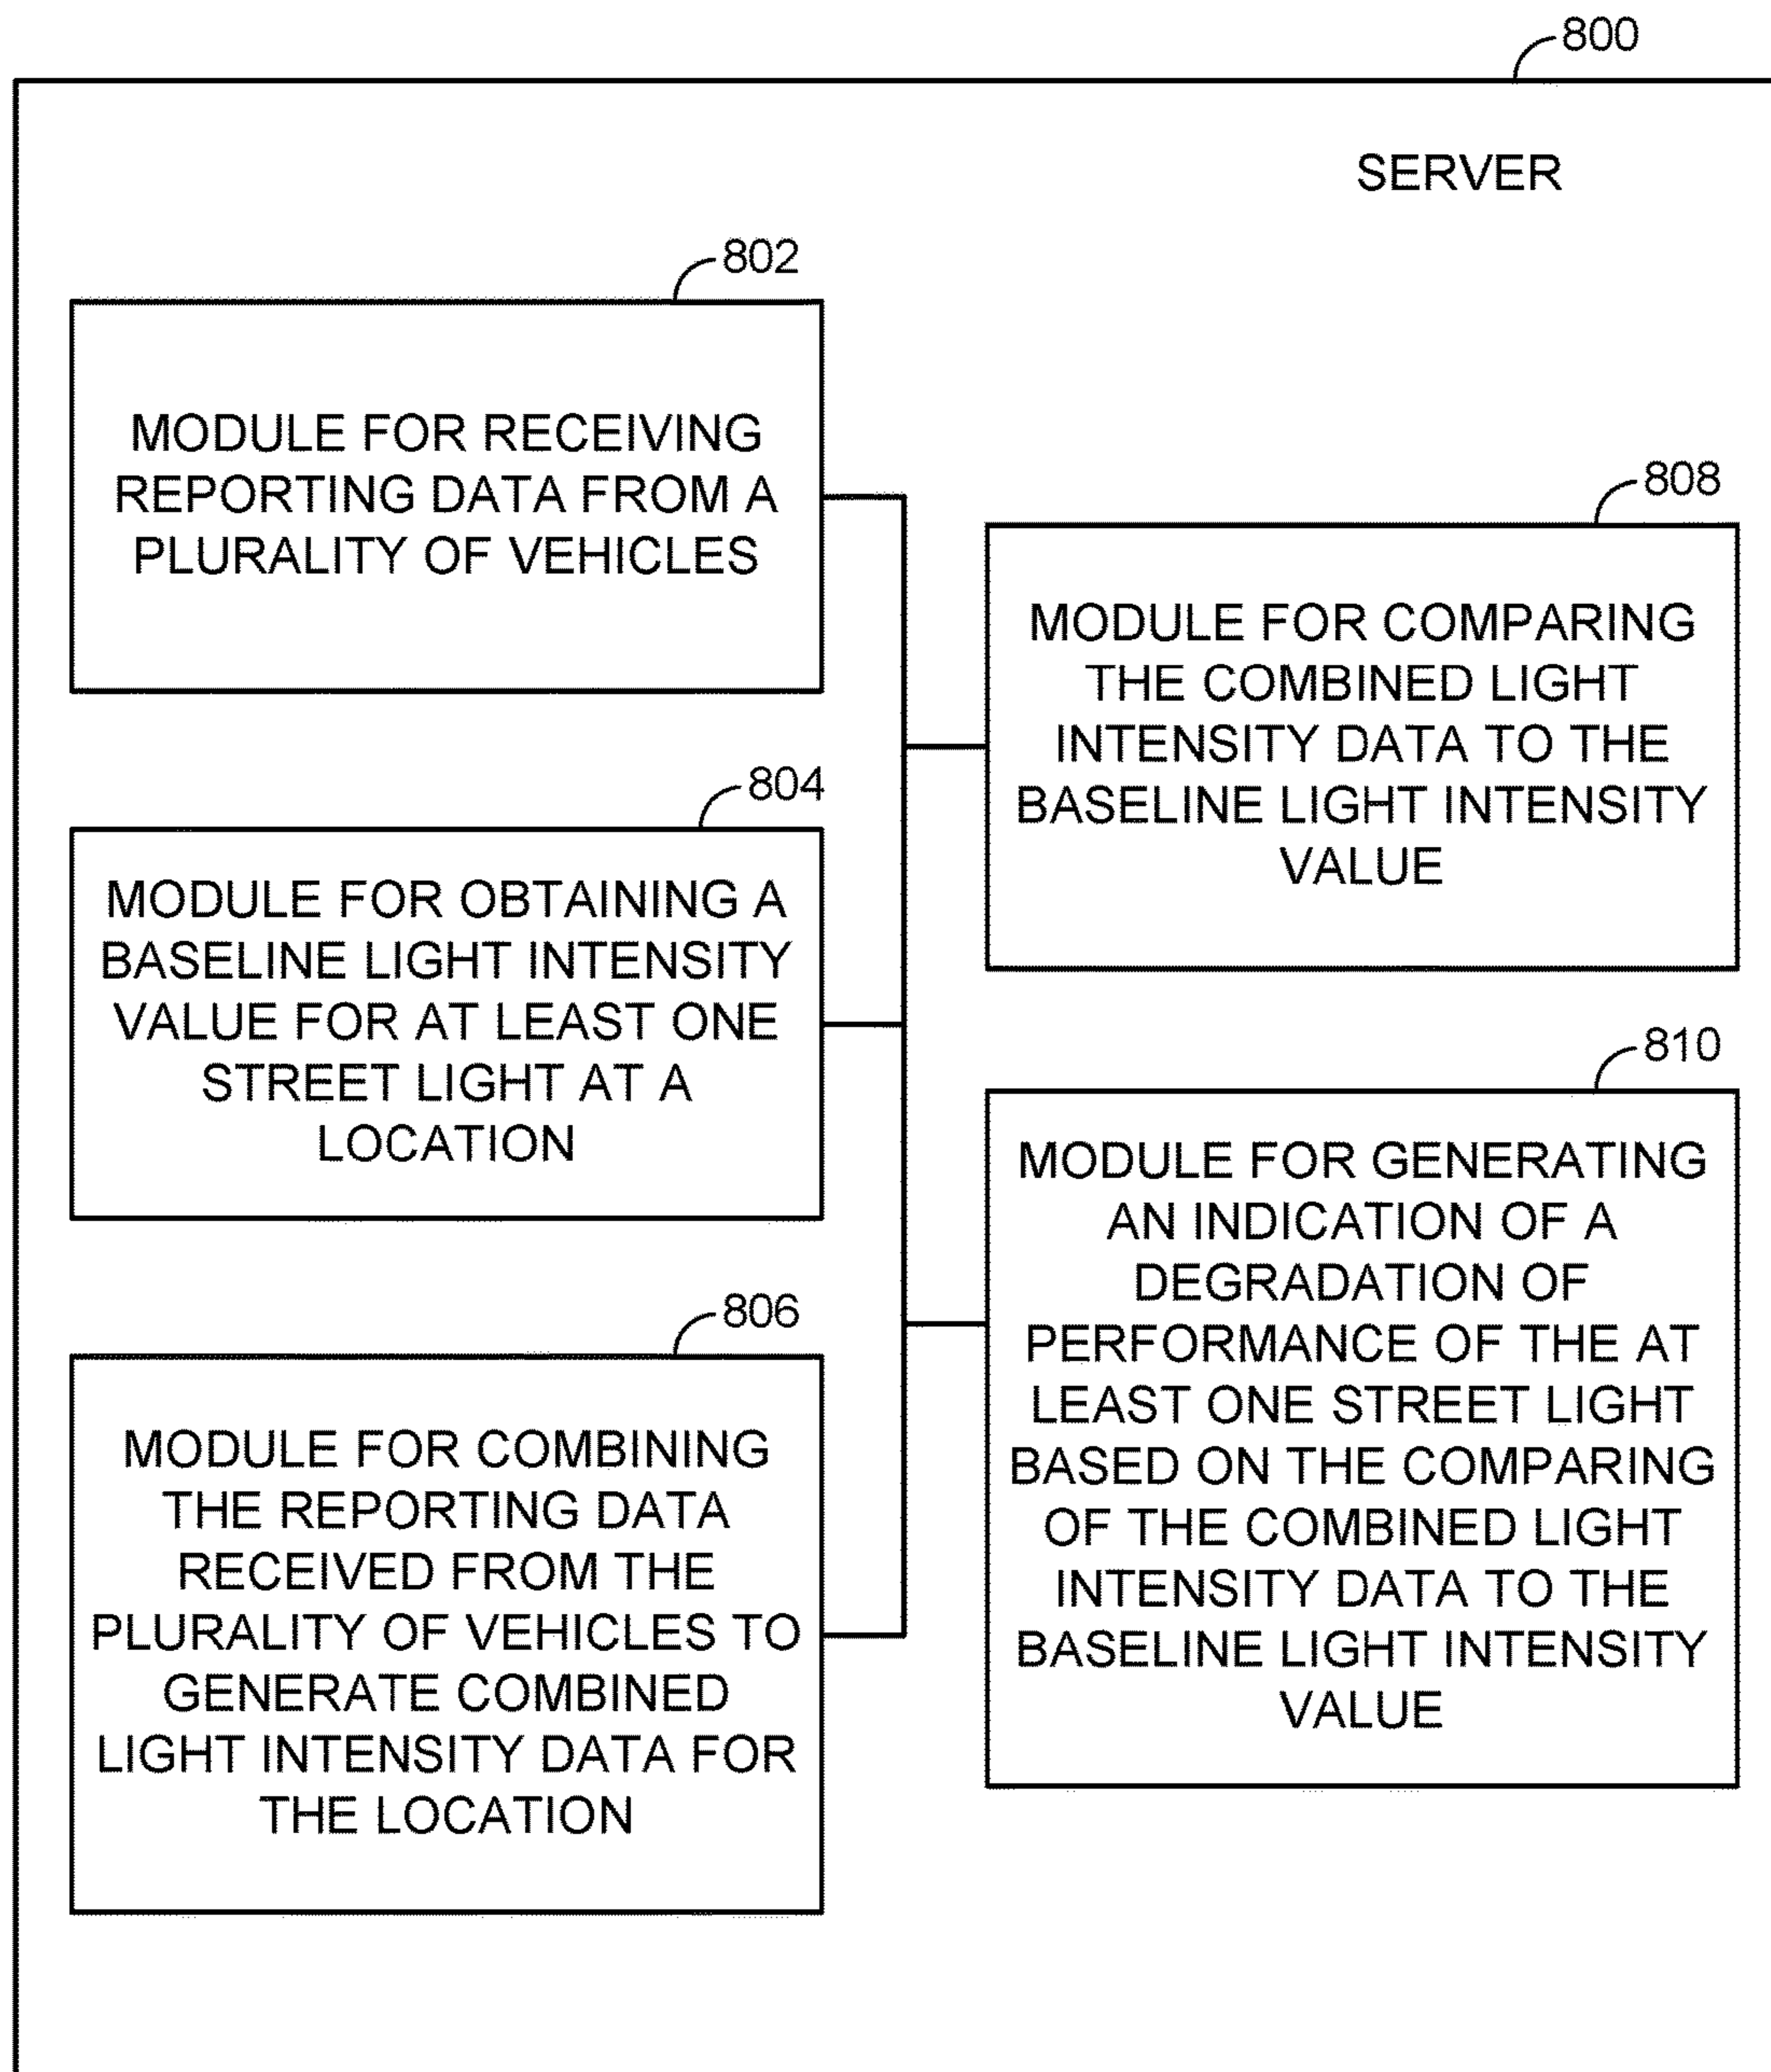 800
SERVER
802
MODULE FOR RECEIVING
REPORTING DATA FROM A
PLURALITY OF VEHICLES
804
MODULE FOR OBTAINING A
BASELINE LIGHT INTENSITY
VALUE FOR AT LEAST ONE
STREET LIGHT AT A
LOCATION
806
MODULE FOR COMBINING
THE REPORTING DATA
RECEIVED FROM THE
PLURALITY OF VEHICLES TO
GENERATE COMBINED
LIGHT INTENSITY DATA FOR
THE LOCATION
808
MODULE FOR COMPARING
THE COMBINED LIGHT
INTENSITY DATA TO THE
BASELINE LIGHT INTENSITY
VALUE
810
MODULE FOR GENERATING
AN INDICATION OF A
DEGRADATION OF
PERFORMANCE OF THE AT
LEAST ONE STREET LIGHT
BASED ON THE COMPARING
OF THE COMBINED LIGHT
INTENSITY DATA TO THE
BASELINE LIGHT INTENSITY
VALUE